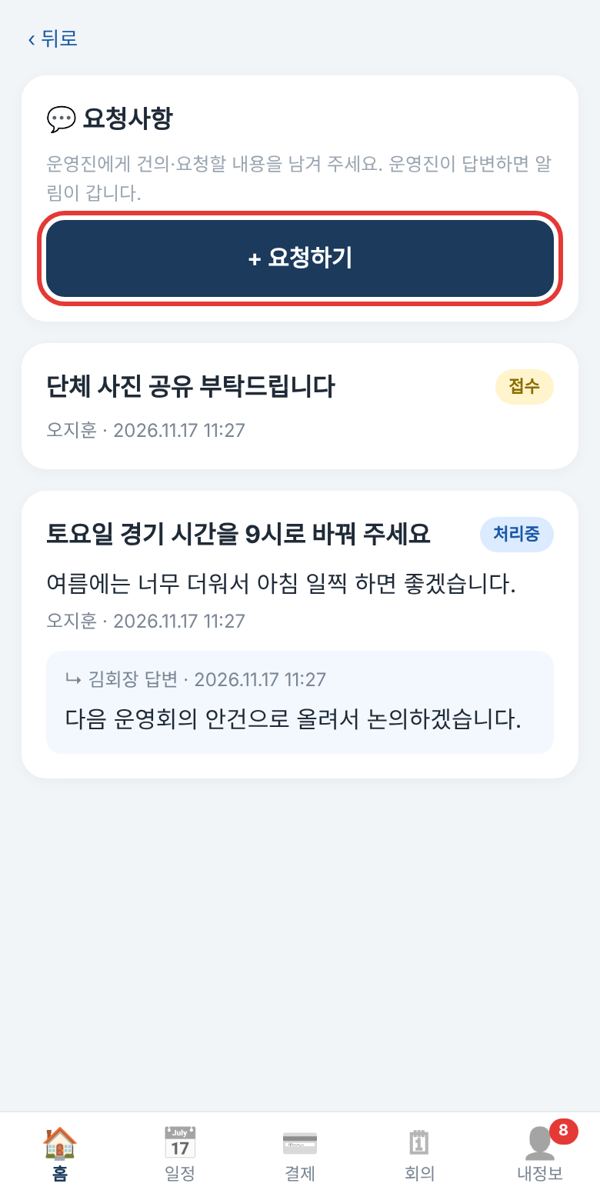 ‹ 뒤로
💬 요청사항
운영진에게 건의·요청할 내용을 남겨 주세요. 운영진이 답변하면 알
림이 갑니다.
+ 요청하기
단체 사진 공유 부탁드립니다
접수
오지훈 · 2026.11.17 11:27
토요일 경기 시간을 9시로 바꿔 주세요
처리중
여름에는 너무 더워서 아침 일찍 하면 좋겠습니다.
오지훈 · 2026.11.17 11:27
↳ 김회장 답변 · 2026.11.17 11:27
다음 운영회의 안건으로 올려서 논의하겠습니다.
July
17
1
8
홈 일정 결제 회의 내정보